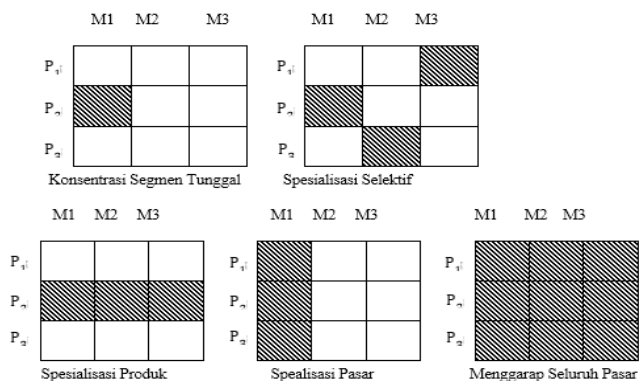 M1 M2 M3
P₁
P₂
P₃
Konsentrasi Segmen Tunggal
M1 M2 M3
P₁
P₂
P₃
Spesialisasi Selektif
M1 M2 M3
P₁
P₂
P₃
Spesialisasi Produk
M1 M2 M3
P₁
P₂
P₃
Spealisasi Pasar
M1 M2 M3
P₁
P₂
P₃
Menggarap Seluruh Pasar